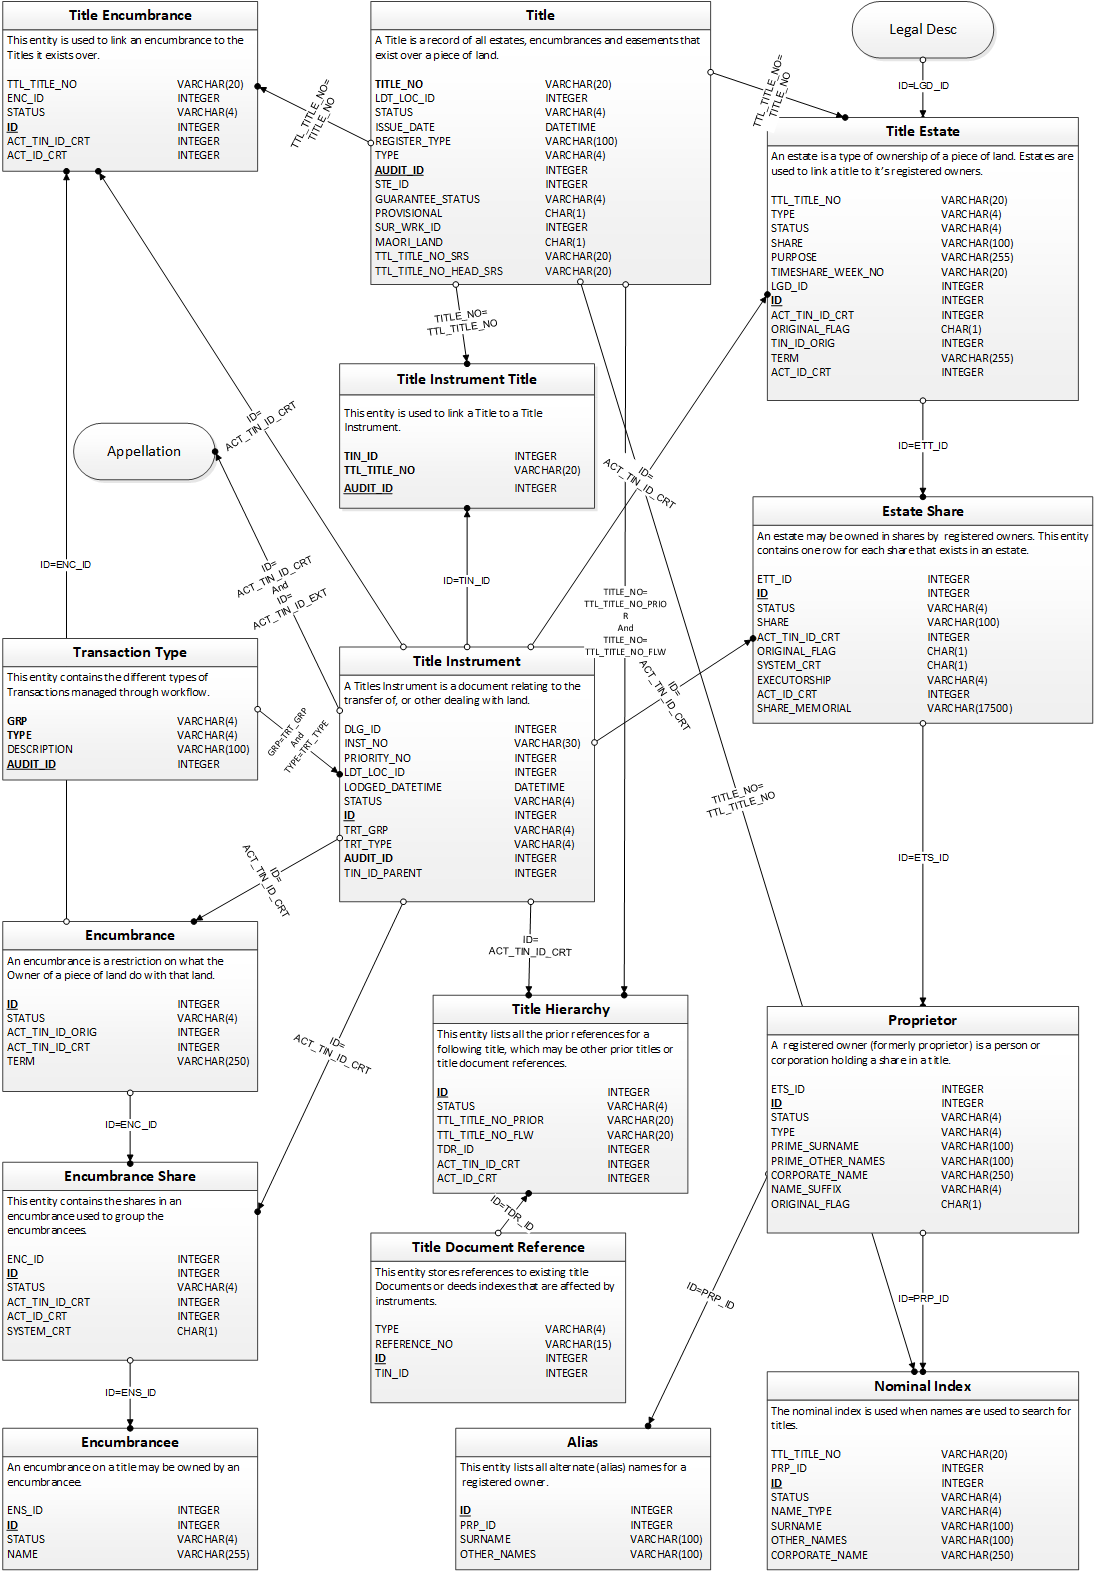 Title Encumbrance
This entity is used to link an encumbrance to the
Titles it exists over.
TTL_TITLE_NO VARCHAR(20)
ENC_ID INTEGER
STATUS VARCHAR(4)
ID INTEGER
ACT_TIN_ID_CRT INTEGER
ACT_ID_CRT INTEGER
TTL_TITLE_NO=
TITLE_NO
Title
A Title is a record of all estates, encumbrances and easements that
exist over a piece of land.
TITLE_NO VARCHAR(20)
LDT_LOC_ID INTEGER
STATUS VARCHAR(4)
ISSUE_DATE DATETIME
REGISTER_TYPE VARCHAR(100)
TYPE VARCHAR(4)
AUDIT_ID INTEGER
STE_ID INTEGER
GUARANTEE_STATUS VARCHAR(4)
PROVISIONAL CHAR(1)
SUR_WRK_ID INTEGER
MAORI_LAND CHAR(1)
TTL_TITLE_NO_SRS VARCHAR(20)
TTL_TITLE_NO_HEAD_SRS VARCHAR(20)
TTL_TITLE_NO=
TITLE_NO
Legal Desc
ID=LGD_ID
Title Estate
An estate is a type of ownership of a piece of land. Estates are
used to link a title to it's registered owners.
TTL_TITLE_NO VARCHAR(20)
TYPE VARCHAR(4)
STATUS VARCHAR(4)
SHARE VARCHAR(100)
PURPOSE VARCHAR(255)
TIMESHARE_WEEK_NO VARCHAR(20)
LGD_ID INTEGER
ID INTEGER
ACT_TIN_ID_CRT INTEGER
ORIGINAL_FLAG CHAR(1)
TIN_ID_ORIG INTEGER
TERM VARCHAR(255)
ACT_ID_CRT INTEGER
TITLE_NO=
TTL_TITLE_NO
Title Instrument Title
This entity is used to link a Title to a Title
Instrument.
TIN_ID INTEGER
TTL_TITLE_NO VARCHAR(20)
AUDIT_ID INTEGER
ID=
ACT_TIN_ID_CRT
Appellation
ID=
ACT_TIN_ID_CRT
And
ID=
ACT_TIN_ID_EXT
ID=ENC_ID
ID=TIN_ID
ID=
ACT_TIN_ID_CRT
ID=ETT_ID
Estate Share
An estate may be owned in shares by registered owners. This entity
contains one row for each share that exists in an estate.
ETT_ID INTEGER
ID INTEGER
STATUS VARCHAR(4)
SHARE VARCHAR(100)
ACT_TIN_ID_CRT INTEGER
ORIGINAL_FLAG CHAR(1)
SYSTEM_CRT CHAR(1)
EXECUTORSHIP VARCHAR(4)
ACT_ID_CRT INTEGER
SHARE_MEMORIAL VARCHAR(17500)
TITLE_NO=
TTL_TITLE_NO_PRIO
R
And
TITLE_NO=
TTL_TITLE_NO_FLW
ID=
ACT_TIN_ID_CRT
Transaction Type
This entity contains the different types of
Transactions managed through workflow.
GRP VARCHAR(4)
TYPE VARCHAR(4)
DESCRIPTION VARCHAR(100)
AUDIT_ID INTEGER
GRP=TRT_GRP
And
TYPE=TRT_TYPE
Title Instrument
A Titles Instrument is a document relating to the
transfer of, or other dealing with land.
DLG_ID INTEGER
INST_NO VARCHAR(30)
PRIORITY_NO INTEGER
LDT_LOC_ID INTEGER
LODGED_DATETIME DATETIME
STATUS VARCHAR(4)
ID INTEGER
TRT_GRP VARCHAR(4)
TRT_TYPE VARCHAR(4)
AUDIT_ID INTEGER
TIN_ID_PARENT INTEGER
TITLE_NO=
TTL_TITLE_NO
ID=ETS_ID
ID=
ACT_TIN_ID_CRT
Encumbrance
An encumbrance is a restriction on what the
Owner of a piece of land do with that land.
ID INTEGER
STATUS VARCHAR(4)
ACT_TIN_ID_ORIG INTEGER
ACT_TIN_ID_CRT INTEGER
TERM VARCHAR(250)
ID=
ACT_TIN_ID_CRT
ID=
ACT_TIN_ID_CRT
Title Hierarchy
This entity lists all the prior references for a
following title, which may be other prior titles or
title document references.
ID INTEGER
STATUS VARCHAR(4)
TTL_TITLE_NO_PRIOR VARCHAR(20)
TTL_TITLE_NO_FLW VARCHAR(20)
TDR_ID INTEGER
ACT_TIN_ID_CRT INTEGER
ACT_ID_CRT INTEGER
Proprietor
A registered owner (formerly proprietor) is a person or
corporation holding a share in a title.
ETS_ID INTEGER
ID INTEGER
STATUS VARCHAR(4)
TYPE VARCHAR(4)
PRIME_SURNAME VARCHAR(100)
PRIME_OTHER_NAMES VARCHAR(100)
CORPORATE_NAME VARCHAR(250)
NAME_SUFFIX VARCHAR(4)
ORIGINAL_FLAG CHAR(1)
ID=ENC_ID
Encumbrance Share
This entity contains the shares in an
encumbrance used to group the
encumbrancees.
ENC_ID INTEGER
ID INTEGER
STATUS VARCHAR(4)
ACT_TIN_ID_CRT INTEGER
ACT_ID_CRT INTEGER
SYSTEM_CRT CHAR(1)
ID=TDR_ID
Title Document Reference
This entity stores references to existing title
Documents or deeds indexes that are affected by
instruments.
TYPE VARCHAR(4)
REFERENCE_NO VARCHAR(15)
ID INTEGER
TIN_ID INTEGER
ID=PRP_ID
ID=PRP_ID
ID=ENS_ID
Encumbrancee
An encumbrance on a title may be owned by an
encumbrancee.
ENS_ID INTEGER
ID INTEGER
STATUS VARCHAR(4)
NAME VARCHAR(255)
Alias
This entity lists all alternate (alias) names for a
registered owner.
ID INTEGER
PRP_ID INTEGER
SURNAME VARCHAR(100)
OTHER_NAMES VARCHAR(100)
Nominal Index
The nominal index is used when names are used to search for
titles.
TTL_TITLE_NO VARCHAR(20)
PRP_ID INTEGER
ID INTEGER
STATUS VARCHAR(4)
NAME_TYPE VARCHAR(4)
SURNAME VARCHAR(100)
OTHER_NAMES VARCHAR(100)
CORPORATE_NAME VARCHAR(250)